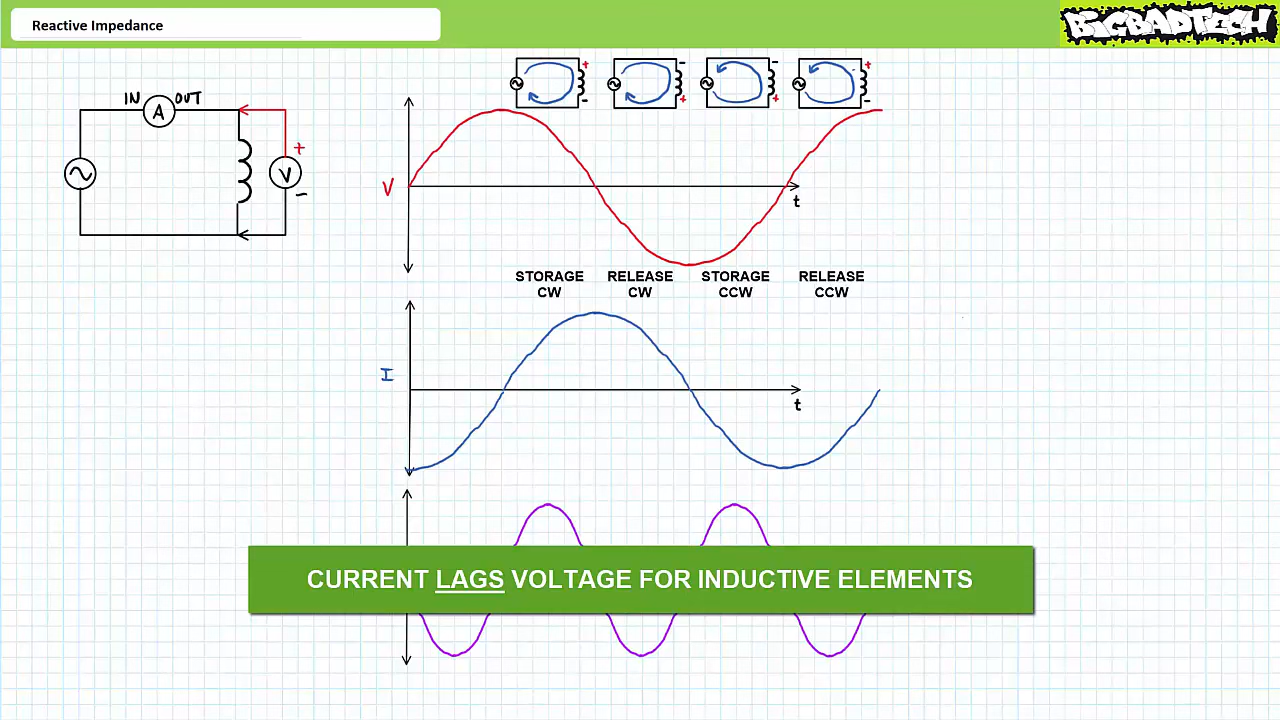 Reactive Impedance
BIGBADTECH
IN A OUT
V
+
-
+
-
-
+
-
+
+
-
V
t
STORAGE CW
RELEASE CW
STORAGE CCW
RELEASE CCW
I
t
CURRENT LAGS VOLTAGE FOR INDUCTIVE ELEMENTS